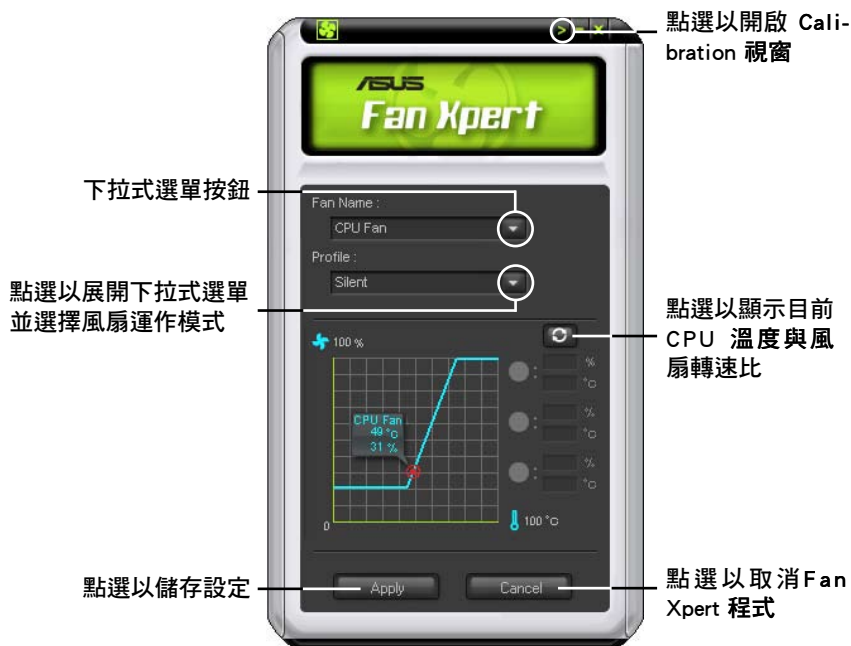 點選以開啟 Cali-
bration 視窗
ASUS
Fan Xpert
下拉式選單按鈕
Fan Name :
CPU Fan
Profile :
Silent
點選以展開下拉式選單
並選擇風扇運作模式
點選以顯示目前
CPU 溫度與風
扇轉速比
100 %
%
°C
CPU Fan
49 °C
31 %
%
°C
%
°C
0
100 °C
點選以儲存設定
Apply
Cancel
點選以取消Fan
Xpert 程式